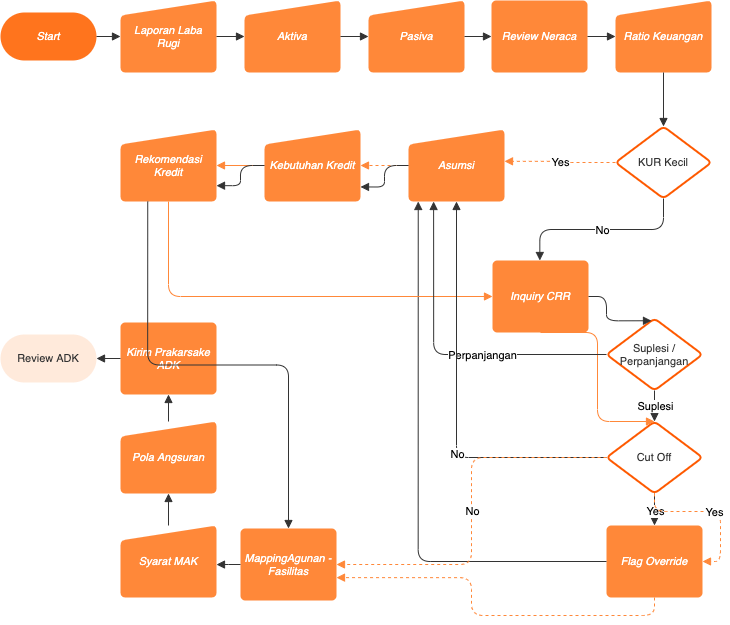 Start
Laporan Laba
Rugi
Aktiva
Pasiva
Review Neraca
Ratio Keuangan
Rekomendasi
Kredit
Kebutuhan Kredit
Asumsi
Yes
KUR Kecil
No
Inquiry CRR
Review ADK
Kirim Prakarsake
ADK
Perpanjangan
Suplesi /
Perpanjangan
Suplesi
Pola Angsuran
No
Cut Off
No
Yes
Yes
Syarat MAK
MappingAgunan -
Fasilitas
Flag Override